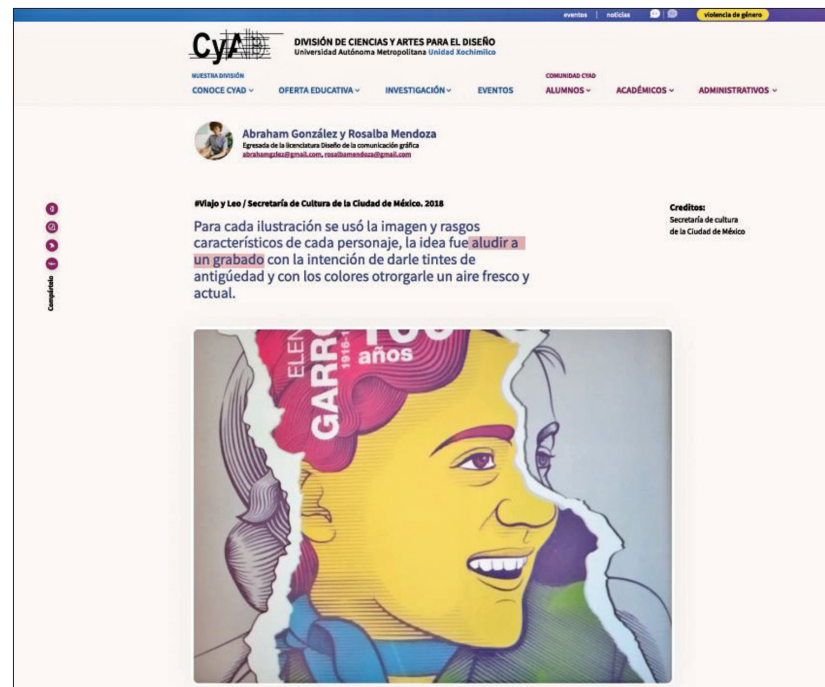 eventos | noticias violencia de género
CyAD
DIVISIÓN DE CIENCIAS Y ARTES PARA EL DISEÑO
Universidad Autónoma Metropolitana Unidad Xochimilco
NUESTRA DIVISIÓN
COMUNIDAD CYAD
CONOCE CYAD OFERTA EDUCATIVA INVESTIGACIÓN EVENTOS ALUMNOS ACADÉMICOS ADMINISTRATIVOS
Abraham González y Rosalba Mendoza
Egresada de la licenciatura Diseño de la comunicación gráfica
abrahamgzlez@gmail.com, rosalbamendoza@gmail.com
#Viajo y Leo / Secretaría de Cultura de la Ciudad de México. 2018
Para cada ilustración se usó la imagen y rasgos
característicos de cada personaje, la idea fue aludir a
un grabado con la intención de darle tintes de
antigúedad y con los colores otrorgarle un aire fresco y
actual.
Creditos:
Secretaría de cultura
de la Ciudad de México
Compártelo
ELEN
GARRO
1916-1
100
años